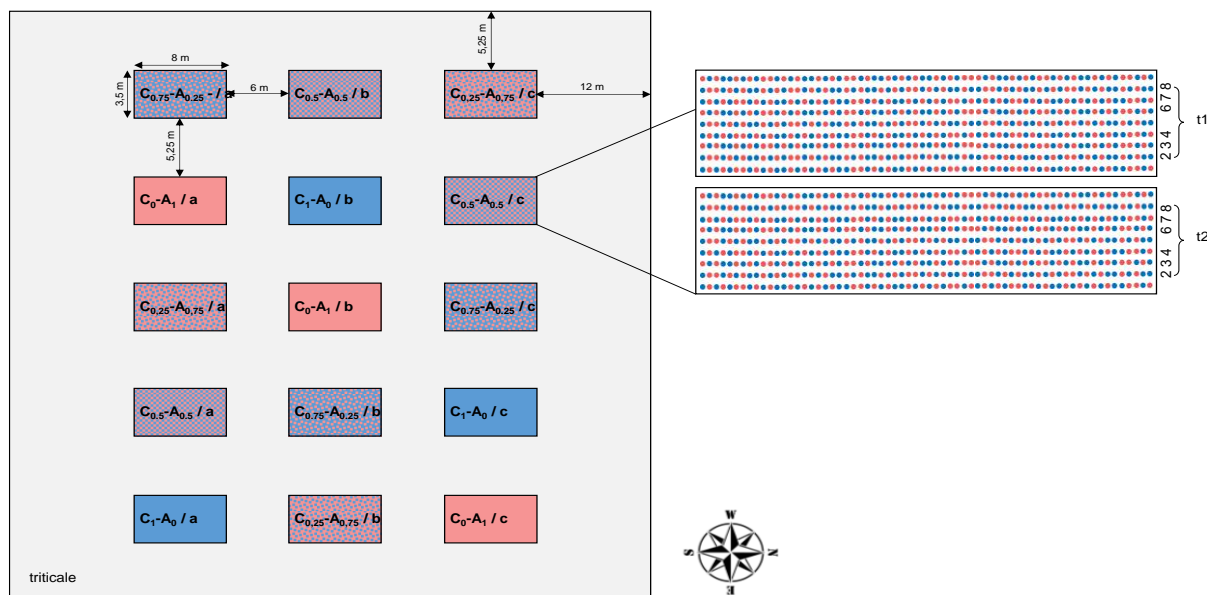 5,25 m
8 m
3,5 m
C0.75-A0.25 - / a
6 m
C0.5-A0.5 / b
C0,25-A0,75 / c
12 m
5,25 m
C0-A1 / a
C1-A0 / b
C0.5-A0.5 / c
C0,25-A0,75 / a
C0-A1 / b
C0.75-A0.25 / c
C0.5-A0.5 / a
C0.75-A0.25 / b
C1-A0 / c
C1-A0 / a
C0,25-A0,75 / b
C0-A1 / c
triticale
2 3 4 6 7 8
t1
2 3 4 6 7 8
t2
W
S
N
E